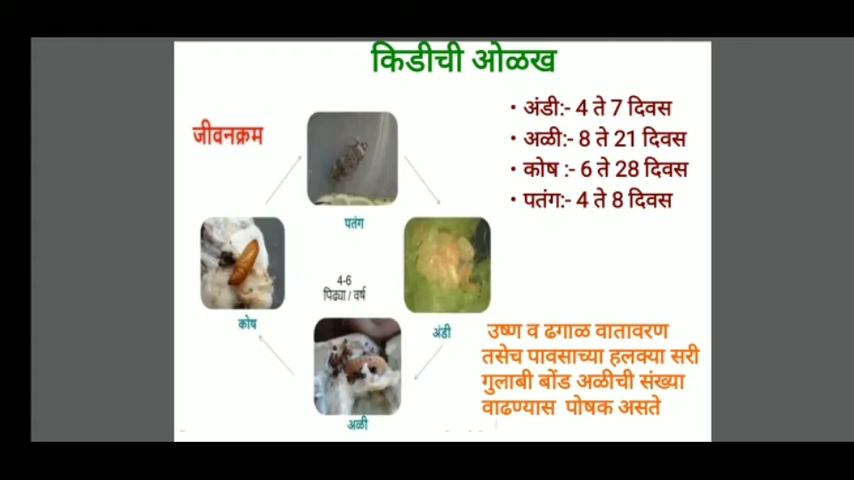 किडीची ओळख
जीवनक्रम
• अंडी:- 4 ते 7 दिवस
• अळी:- 8 ते 21 दिवस
• कोष :- 6 ते 28 दिवस
• पतंग:- 4 ते 8 दिवस
पतंग
4-6
पिढ्या / वर्ष
कोष
अंडी
अळी
उष्ण व ढगाळ वातावरण
तसेच पावसाच्या हलक्या सरी
गुलाबी बोंड अळीची संख्या
वाढण्यास पोषक असते